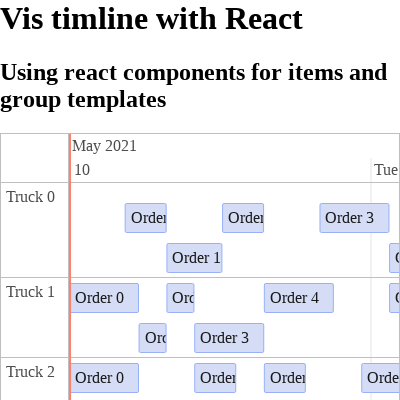 Vis timline with React
Using react components for items and
group templates
May 2021
10 Tue
Truck 0
Order Order Order 3
Order 1
Truck 1
Order 0 Ord Order 4
Ord Order 3
Truck 2
Order 0 Order Order Orde